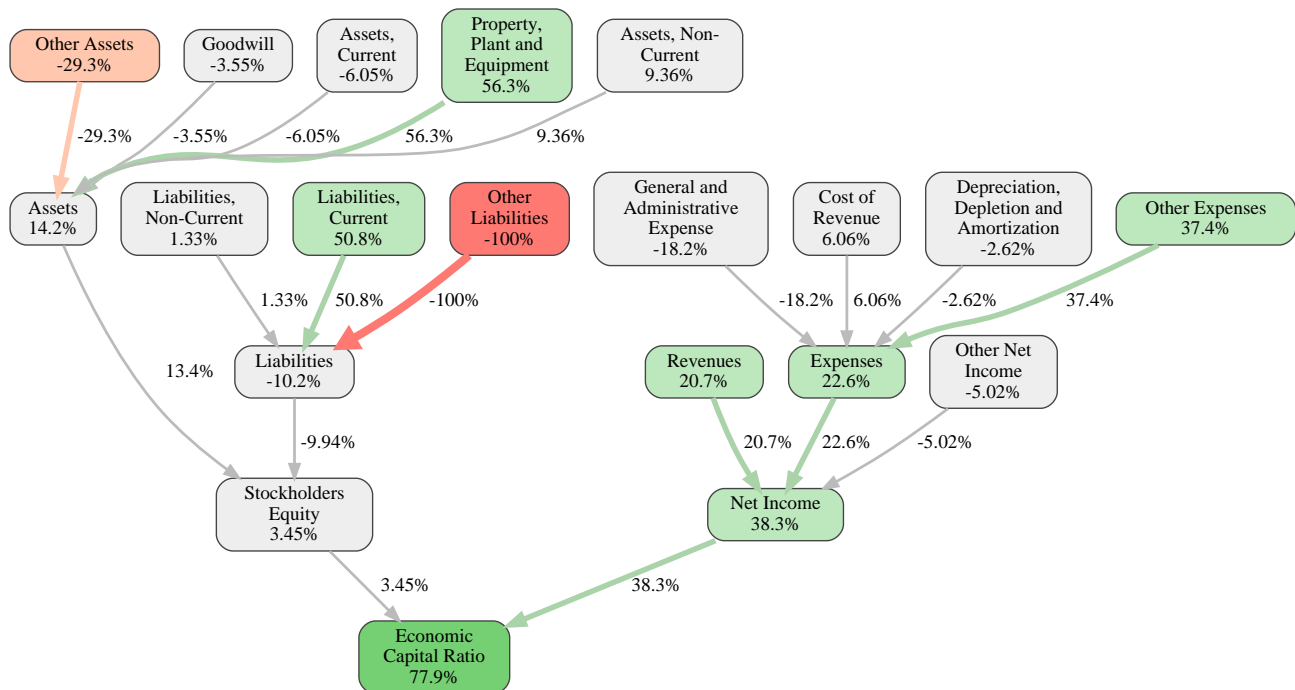 Other Assets
-29.3%
Goodwill
-3.55%
Assets,
Current
-6.05%
Property,
Plant and
Equipment
56.3%
Assets, Non-
Current
9.36%
-29.3%
-3.55%
-6.05%
56.3%
9.36%
Assets
14.2%
Liabilities,
Non-Current
1.33%
Liabilities,
Current
50.8%
Other
Liabilities
-100%
General and
Administrative
Expense
-18.2%
Cost of
Revenue
6.06%
Depreciation,
Depletion and
Amortization
-2.62%
Other Expenses
37.4%
1.33%
50.8%
-100%
-18.2%
6.06%
-2.62%
37.4%
13.4%
Liabilities
-10.2%
Revenues
20.7%
Expenses
22.6%
Other Net
Income
-5.02%
-9.94%
20.7%
22.6%
-5.02%
Stockholders
Equity
3.45%
Net Income
38.3%
3.45%
38.3%
Economic
Capital Ratio
77.9%